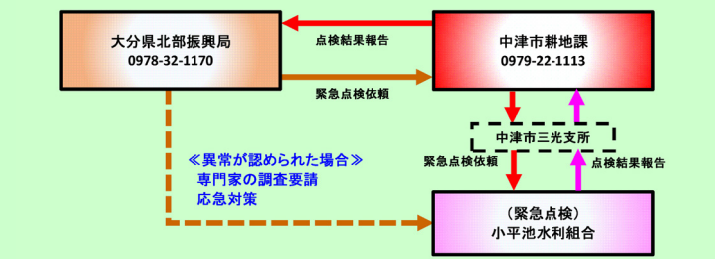 大分県北部振興局
0978-32-1170
点検結果報告
緊急点検依頼
中津市耕地課
0979-22-1113
中津市三光支所
緊急点検依頼
点検結果報告
≪異常が認められた場合≫
専門家の調査要請
応急対策
（緊急点検）
小平池水利組合